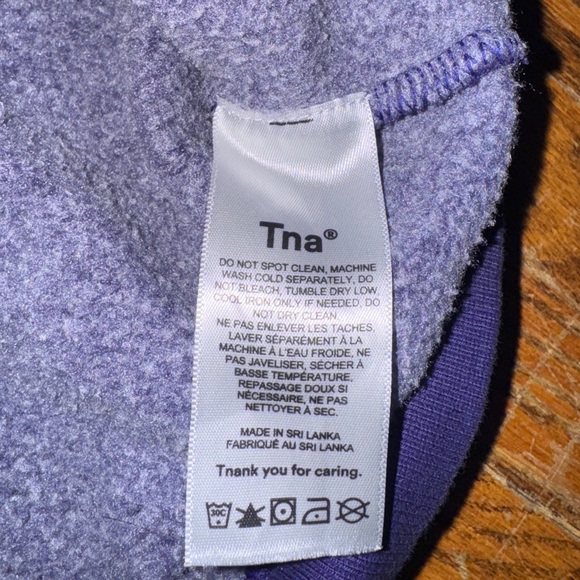 Tna®
DO NOT SPOT CLEAN, MACHINE
WASH COLD SEPARATELY, DO
NOT BLEACH, TUMBLE DRY LOW,
COOL IRON ONLY IF NEEDED, DO
NOT DRY CLEAN.
NE PAS ENLEVER LES TACHES,
LAVER SÉPARÉMENT À LA
MACHINE À L'EAU FROIDE, NE
PAS JAVELISER, SÉCHER À
BASSE TEMPÉRATURE,
REPASSAGE DOUX SI
NÉCESSAIRE, NE PAS
NETTOYER À SEC.
MADE IN SRI LANKA
FABRIQUÉ AU SRI LANKA
Tnank you for caring.
30C